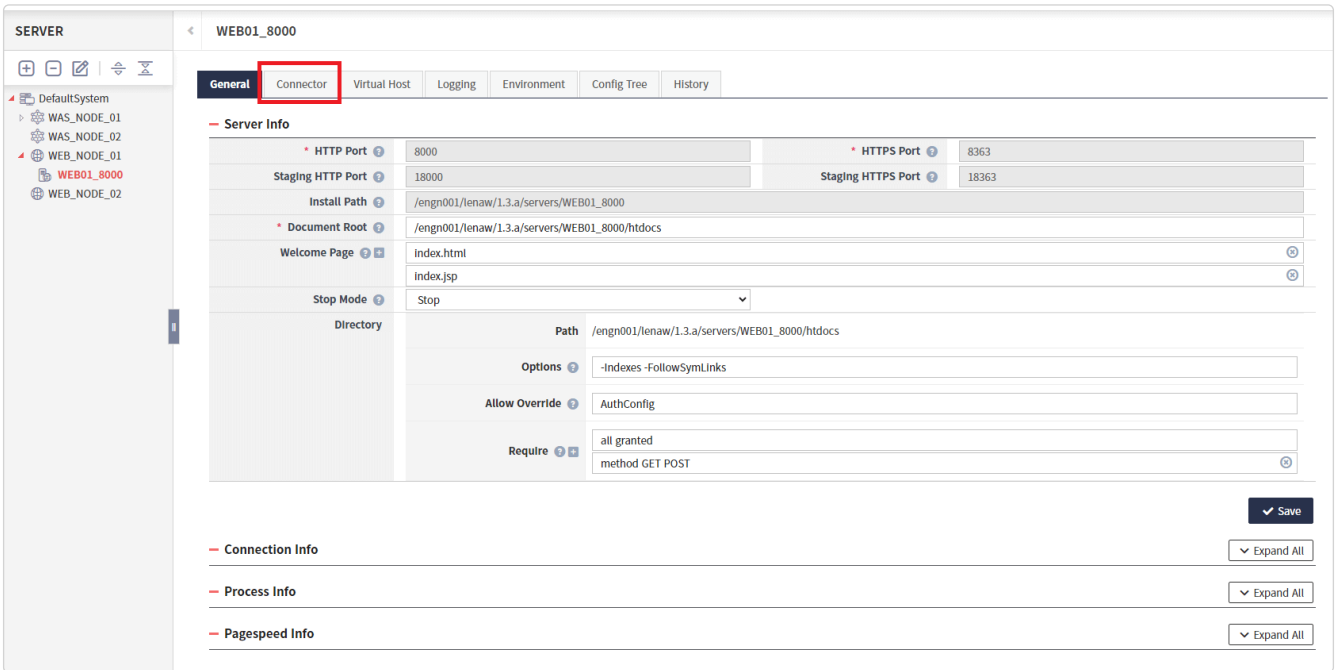 SERVER
WEB01_8000
DefaultSystem
WAS_NODE_01
WAS_NODE_02
WEB_NODE_01
WEB01_8000
WEB_NODE_02
General Connector Virtual Host Logging Environment Config Tree History
Server Info
* HTTP Port 8000 * HTTPS Port 8363
Staging HTTP Port 18000 Staging HTTPS Port 18363
Install Path /engn001/lenaw/1.3.a/servers/WEB01_8000
* Document Root /engn001/lenaw/1.3.a/servers/WEB01_8000/htdocs
Welcome Page index.html
index.jsp
Stop Mode Stop
Directory
Path /engn001/lenaw/1.3.a/servers/WEB01_8000/htdocs
Options -Indexes -FollowSymLinks
Allow Override AuthConfig
Require all granted
method GET POST
Save
Connection Info Expand All
Process Info Expand All
Pagespeed Info Expand All